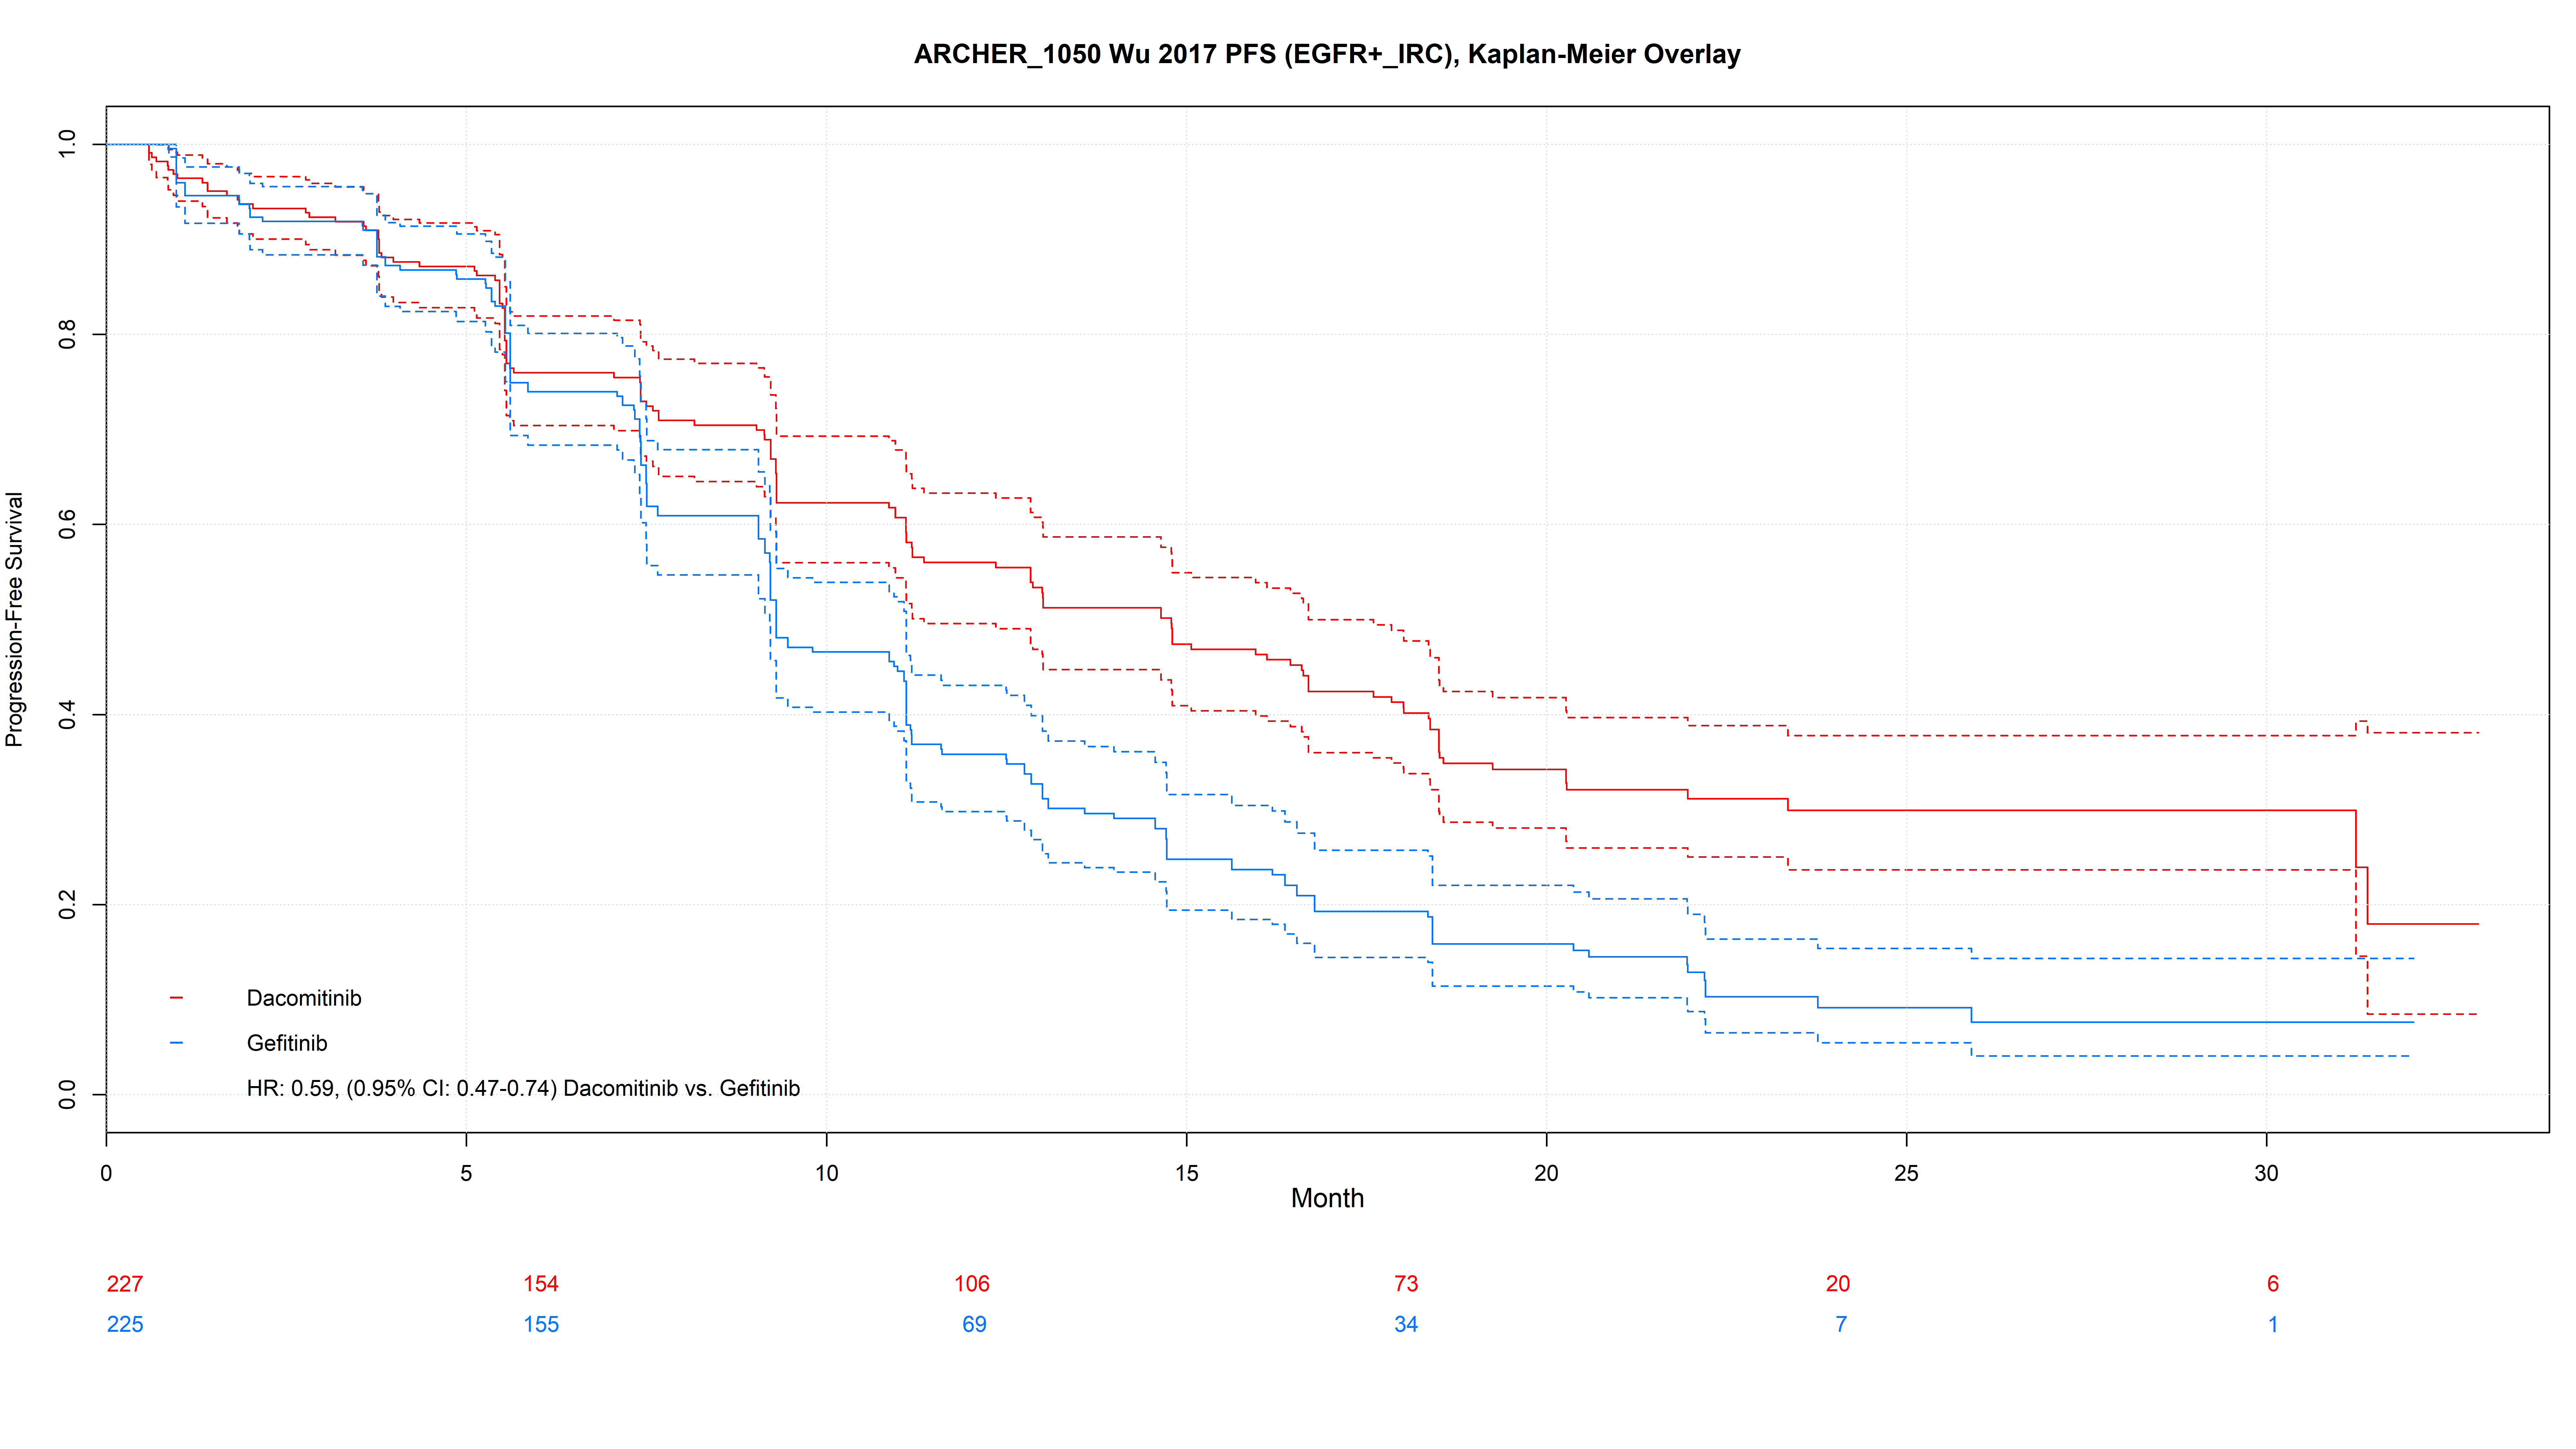 ARCHER_1050 Wu 2017 PFS (EGFR+_IRC), Kaplan-Meier Overlay
Progression-Free Survival
1.0
0.8
0.6
0.4
0.2
0.0
Dacomitinib
Gefitinib
HR: 0.59, (0.95% CI: 0.47-0.74) Dacomitinib vs. Gefitinib
0 5 10 15 20 25 30
Month
227 154 106 73 20 6
225 155 69 34 7 1